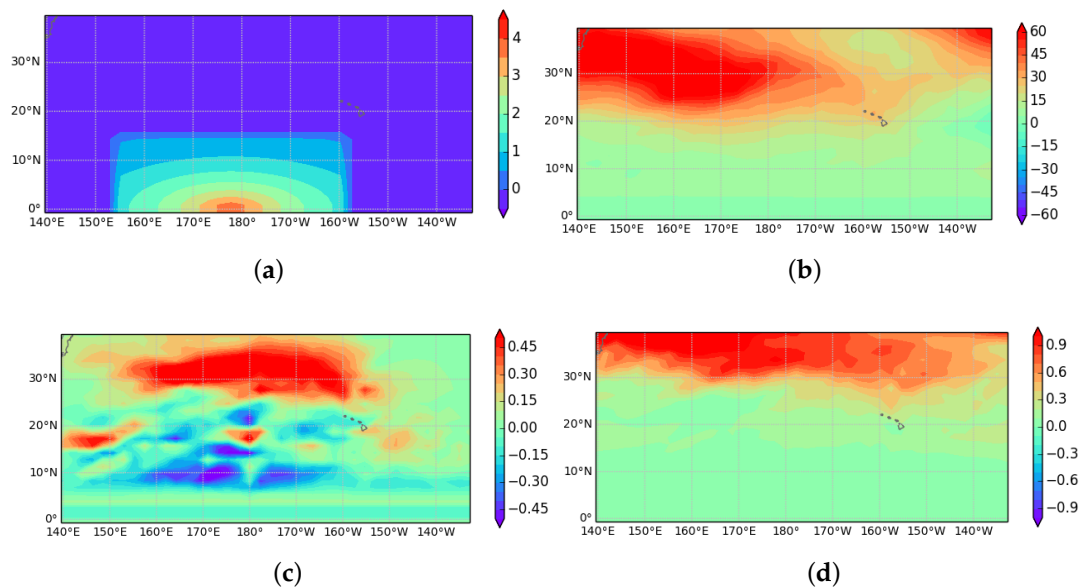 4
3
2
1
0
30°N
20°N
10°N
0°
140°E 150°E 160°E 170°E 180° 170°W 160°W 150°W 140°W
(a)
60
45
30
15
0
−15
−30
−45
−60
30°N
20°N
10°N
0°
140°E 150°E 160°E 170°E 180° 170°W 160°W 150°W 140°W
(b)
0.45
0.30
0.15
0.00
−0.15
−0.30
−0.45
30°N
20°N
10°N
0°
140°E 150°E 160°E 170°E 180° 170°W 160°W 150°W 140°W
(c)
0.9
0.6
0.3
0.0
−0.3
−0.6
−0.9
30°N
20°N
10°N
0°
140°E 150°E 160°E 170°E 180° 170°W 160°W 150°W 140°W
(d)